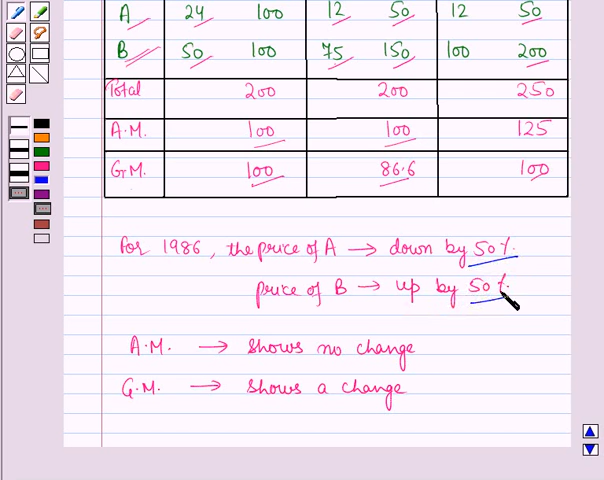 A 24 100 12 50 12 50
B 50 100 75 150 100 200
Total 200 200 250
A.M. 100 100 125
G.M. 100 86.6 100
For 1986, the price of A → down by 50%.
price of B → up by 50%.
A.M. → Shows no change
G.M. → Shows a change